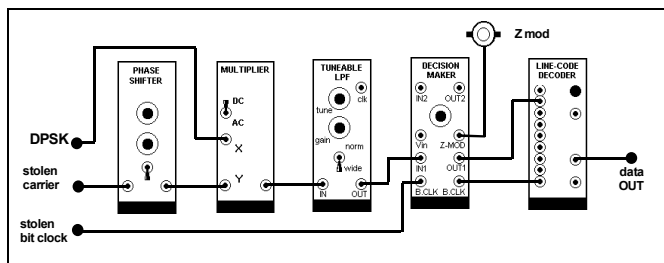 Z mod
PHASE
SHIFTER
MULTIPLIER
TUNEABLE
LPF
DECISION
MAKER
LINE-CODE
DECODER
DC
AC
X
Y
tune
clk
gain
norm
wide
IN
OUT
IN2
OUT2
Vin
Z-MOD
IN1
OUT1
B.CLK
B.CLK
DPSK
stolen
carrier
stolen
bit clock
data
OUT